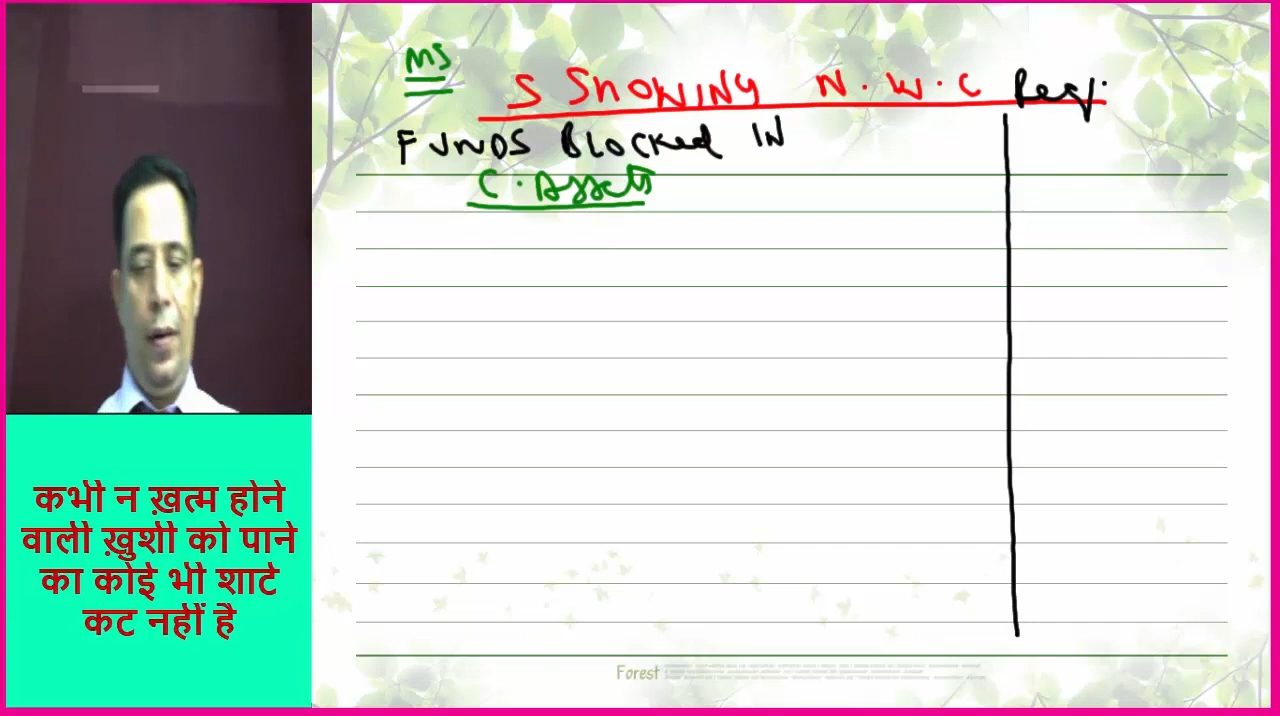 MS
S SHOWING N.W.C Req.
FUNDS BLOCKed IN
C. Assets
कभी न ख़त्म होने
वाली ख़ुशी को पाने
का कोई भी शार्ट
कट नहीं है
Forest